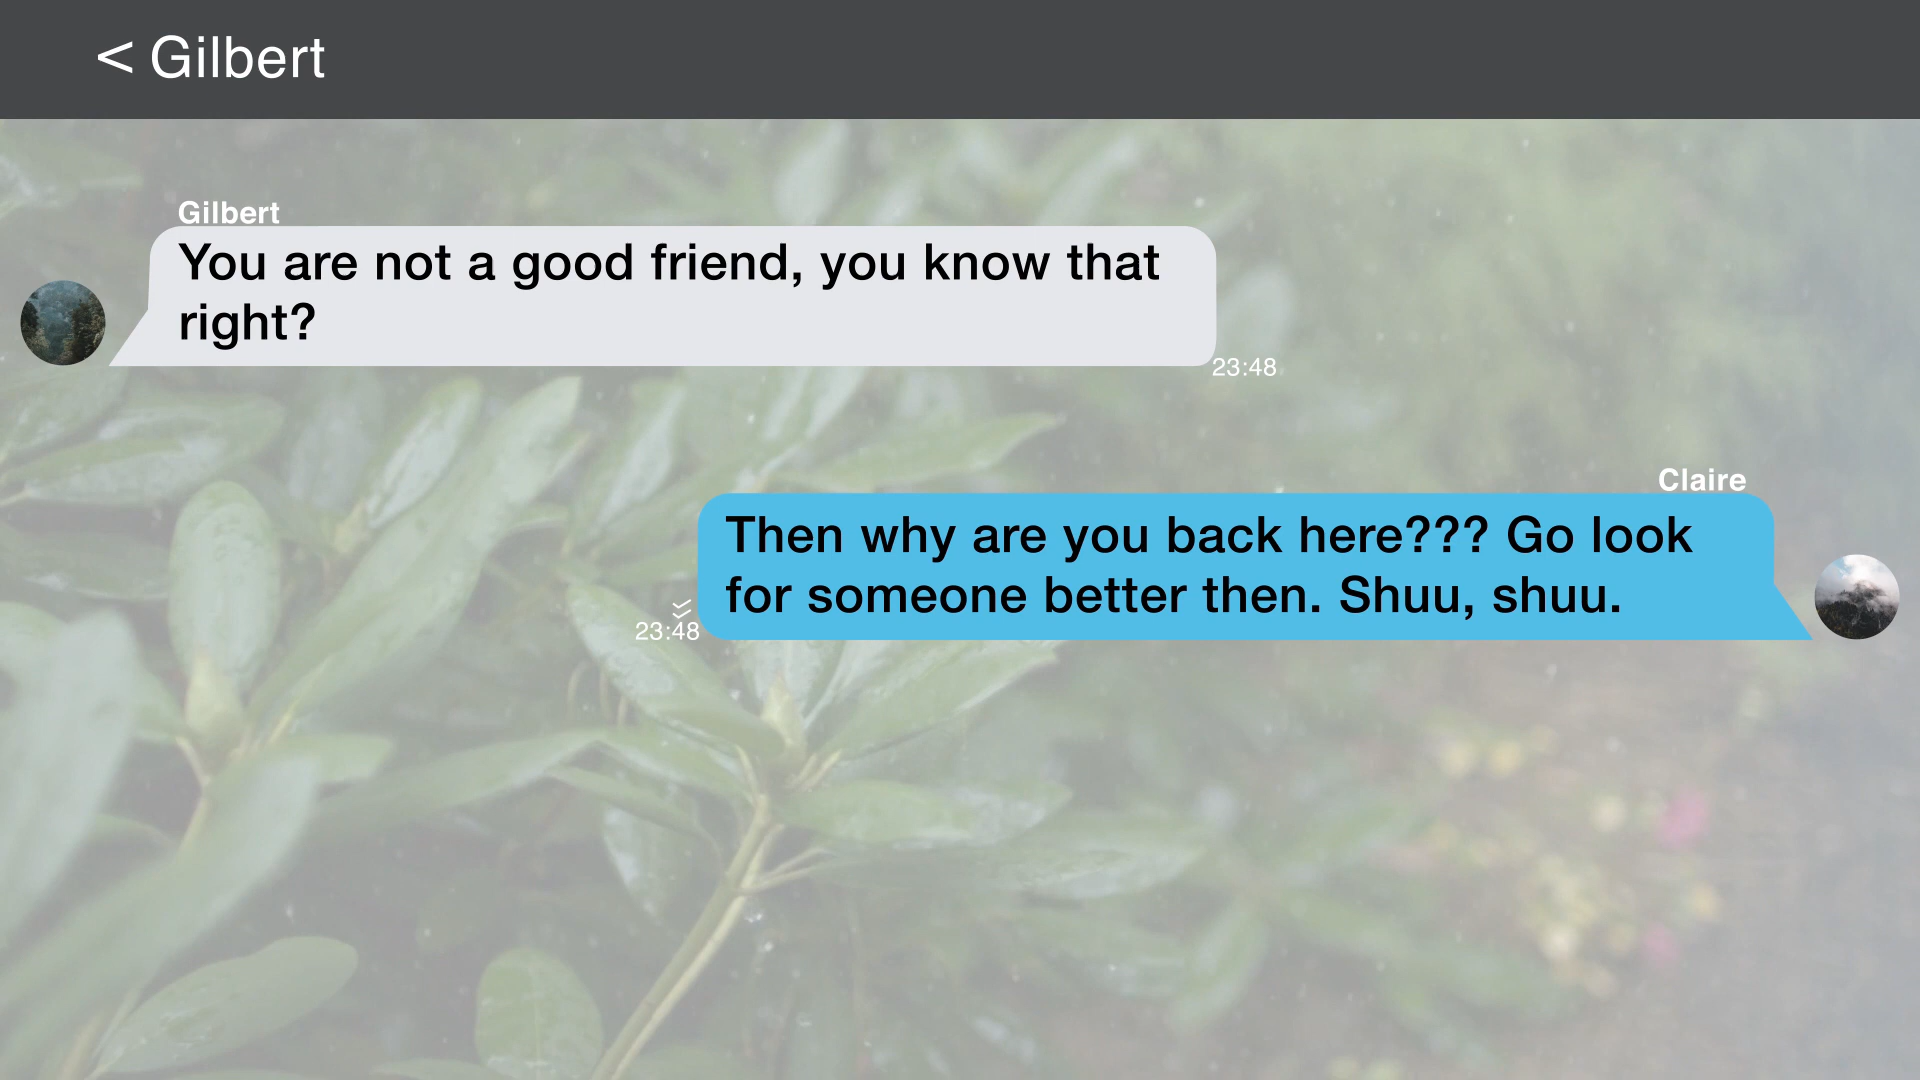 < Gilbert
Gilbert
You are not a good friend, you know that
right?
23:48
Claire
Then why are you back here??? Go look
for someone better then. Shuu, shuu.
23:48